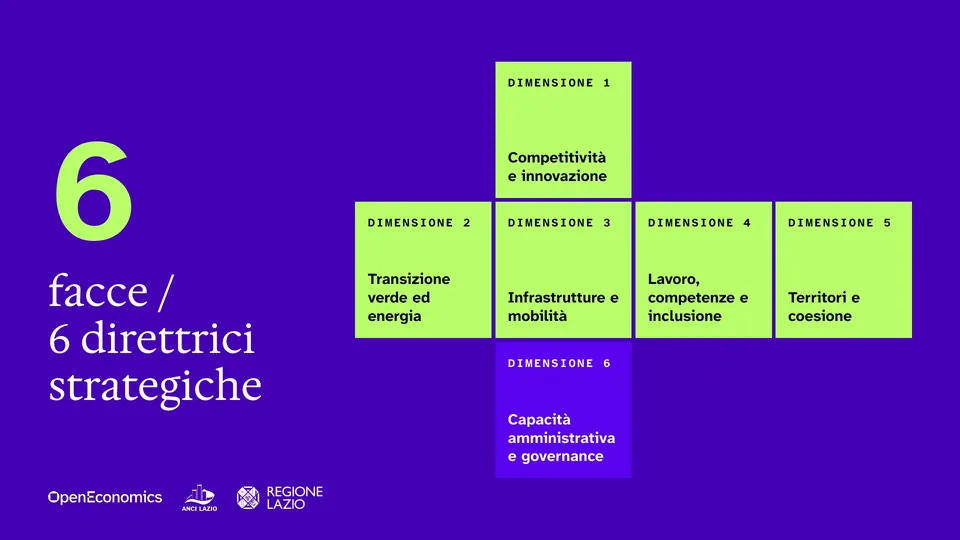 6
facce /
6 direttrici
strategiche
DIMENSIONE 1
Competitività
e innovazione
DIMENSIONE 2
Transizione
verde ed
energia
DIMENSIONE 3
Infrastrutture e
mobilità
DIMENSIONE 4
Lavoro,
competenze e
inclusione
DIMENSIONE 5
Territori e
coesione
DIMENSIONE 6
Capacità
amministrativa
e governance
OpenEconomics
ANCI LAZIO
REGIONE
LAZIO